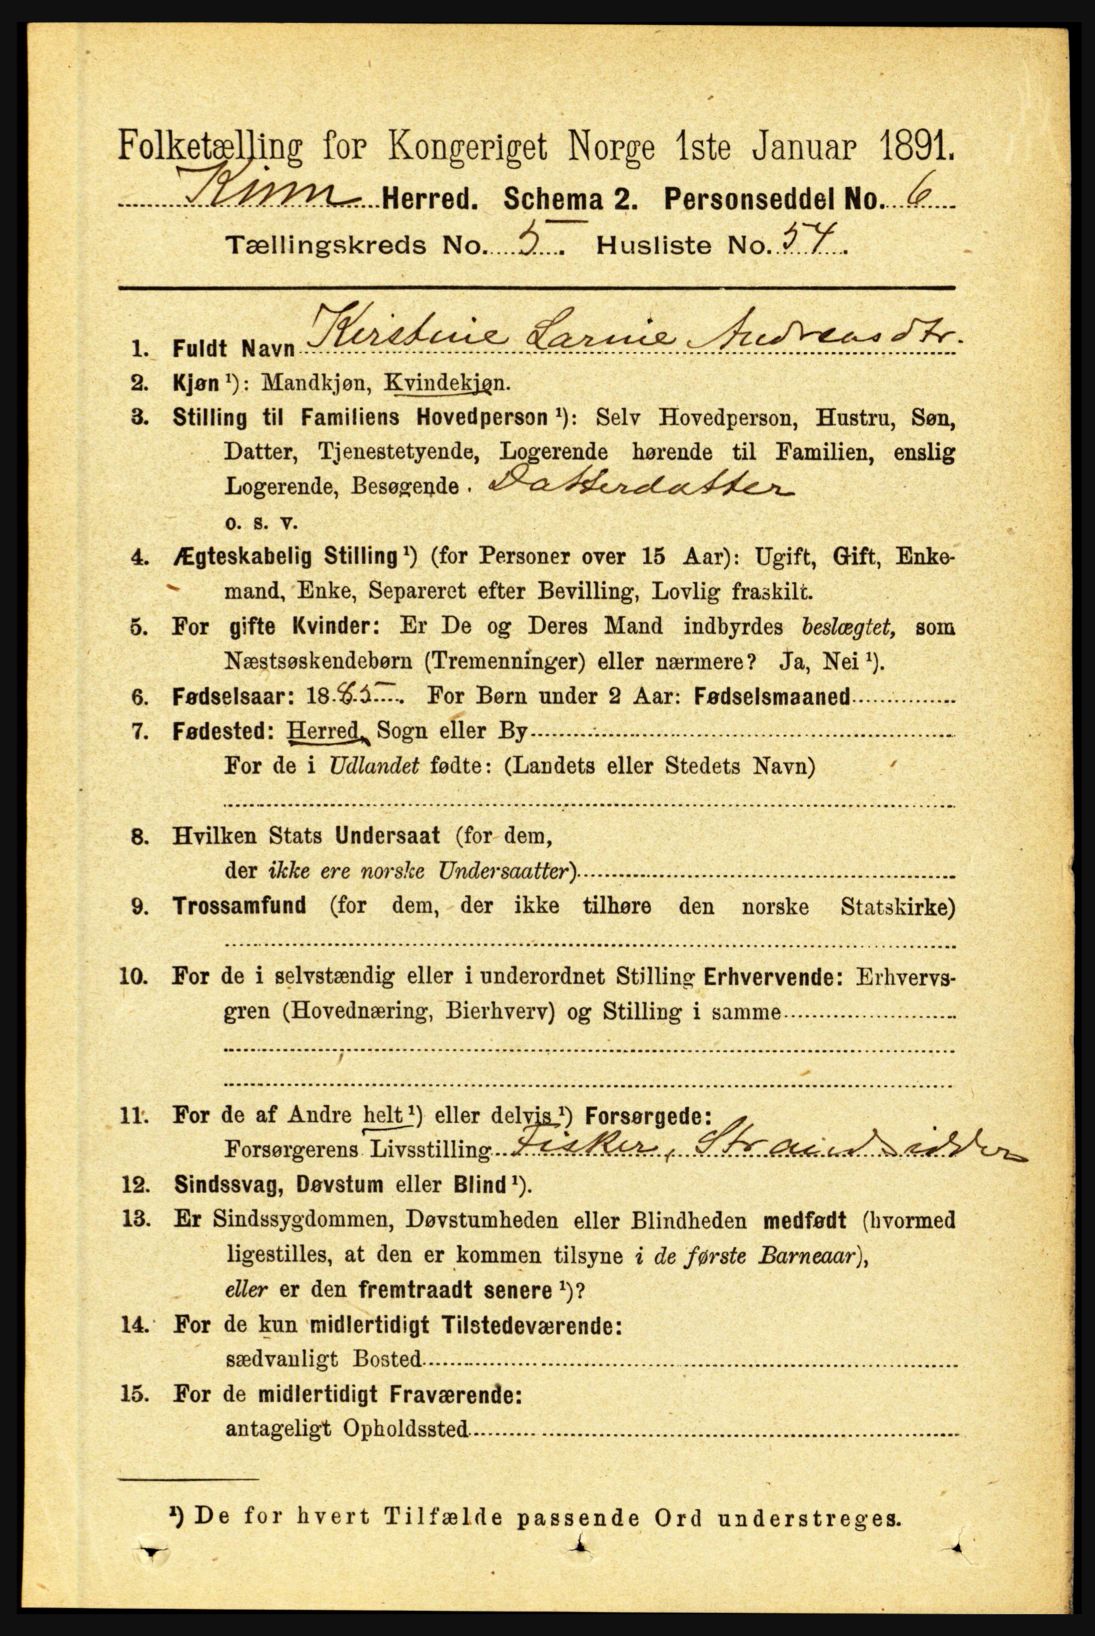 Folketælling for Kongeriget Norge 1ste Januar 1891.
Kinn Herred. Schema 2. Personseddel No. 6
Tællingskreds No. 5. Husliste No. 54.
1. Fuldt Navn Kirstine Larine Andreasdtr.
2. Kjøn¹): Mandkjøn, Kvindekjøn.
3. Stilling til Familiens Hovedperson¹): Selv Hovedperson, Hustru, Søn,
Datter, Tjenestetyende, Logerende hørende til Familien, enslig
Logerende, Besøgende. Datterdatter
o. s. v.
4. Ægteskabelig Stilling¹) (for Personer over 15 Aar): Ugift, Gift, Enke-
mand, Enke, Separeret efter Bevilling, Lovlig fraskilt.
5. For gifte Kvinder: Er De og Deres Mand indbyrdes beslægtet, som
Næstsøskendebørn (Tremenninger) eller nærmere? Ja, Nei¹).
6. Fødselsaar: 1885. For Børn under 2 Aar: Fødselsmaaned
7. Fødested: Herred, Sogn eller By
For de i Udlandet fødte: (Landets eller Stedets Navn)
8. Hvilken Stats Undersaat (for dem,
der ikke ere norske Undersaatter)
9. Trossamfund (for dem, der ikke tilhøre den norske Statskirke)
10. For de i selvstændig eller i underordnet Stilling Erhvervende: Erhvervs-
gren (Hovednæring, Bierhverv) og Stilling i samme
11. For de af Andre helt¹) eller delvis¹) Forsørgede:
Forsørgerens Livsstilling Fisker, Strandsidder
12. Sindssvag, Døvstum eller Blind¹).
13. Er Sindssygdommen, Døvstumheden eller Blindheden medfødt (hvormed
ligestilles, at den er kommen tilsyne i de første Barneaar),
eller er den fremtraadt senere¹)?
14. For de kun midlertidigt Tilstedeværende:
sædvanligt Bosted
15. For de midlertidigt Fraværende:
antageligt Opholdssted
¹) De for hvert Tilfælde passende Ord understreges.